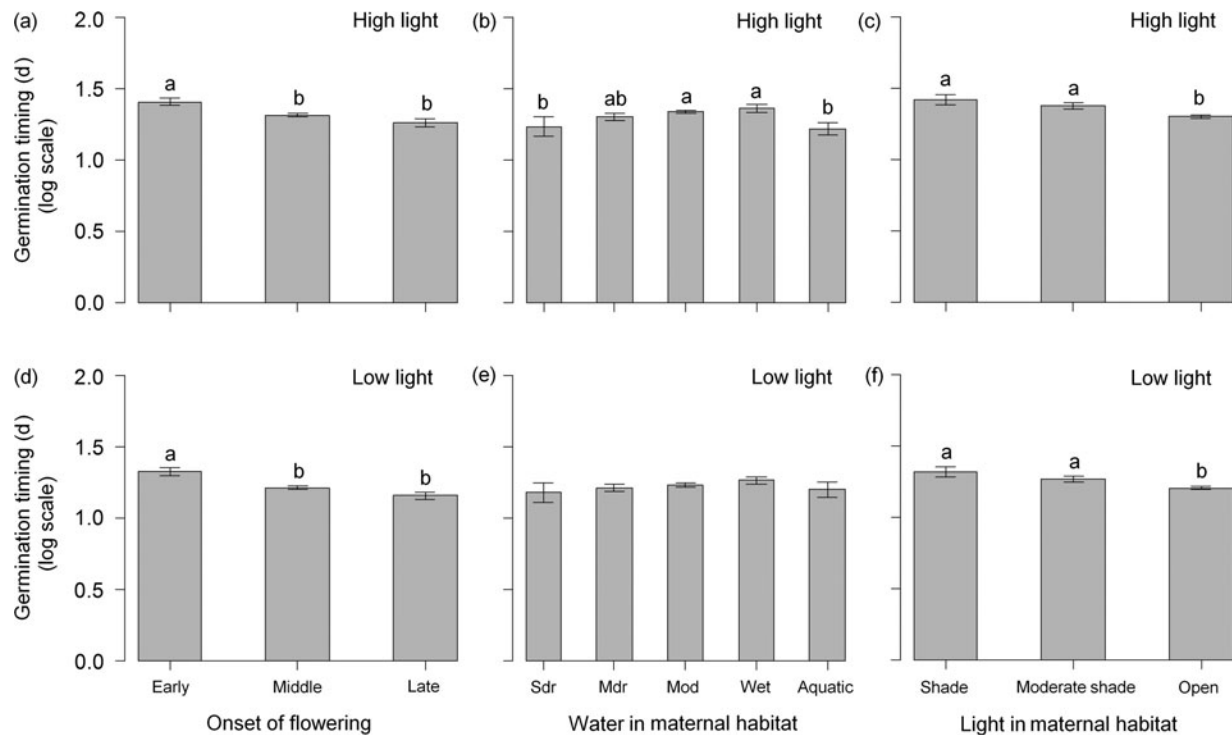 (a)
High light
Germination timing (d)
(log scale)
2.0
1.5
1.0
0.5
0.0
a
b
b
(b)
High light
b
ab
a
a
b
(c)
High light
a
a
b
(d)
Low light
Germination timing (d)
(log scale)
2.0
1.5
1.0
0.5
0.0
a
b
b
Early Middle Late
Onset of flowering
(e)
Low light
Sdr Mdr Mod Wet Aquatic
Water in maternal habitat
(f)
Low light
a
a
b
Shade Moderate shade Open
Light in maternal habitat